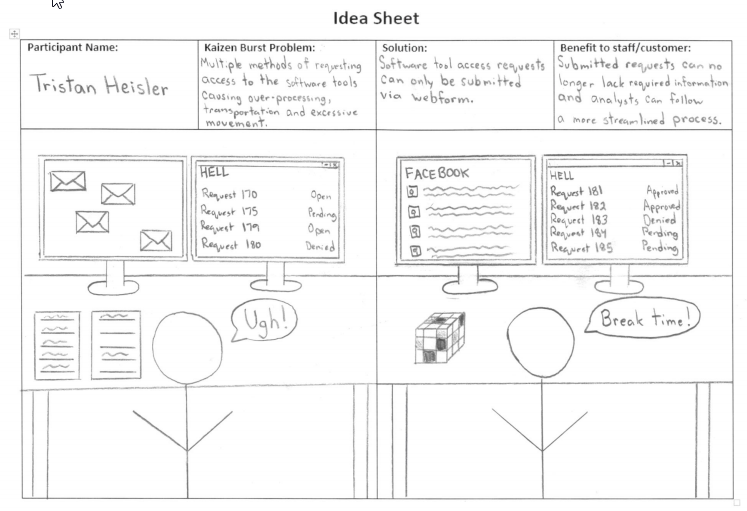 Idea Sheet
Participant Name:
Tristan Heisler
Kaizen Burst Problem:
Multiple methods of requesting
access to the software tools
causing over-processing,
transportation and excessive
movement.
Solution:
Software tool access requests
can only be submitted
via webform.
Benefit to staff/customer:
Submitted requests can no
longer lack required information
and analysts can follow
a more streamlined process.
HELL
Request 170 Open
Request 175 Pending
Request 179 Open
Request 180 Denied
Ugh!
FACEBOOK
HELL
Request 181 Approved
Request 182 Approved
Request 183 Denied
Request 184 Pending
Request 185 Pending
Break time!